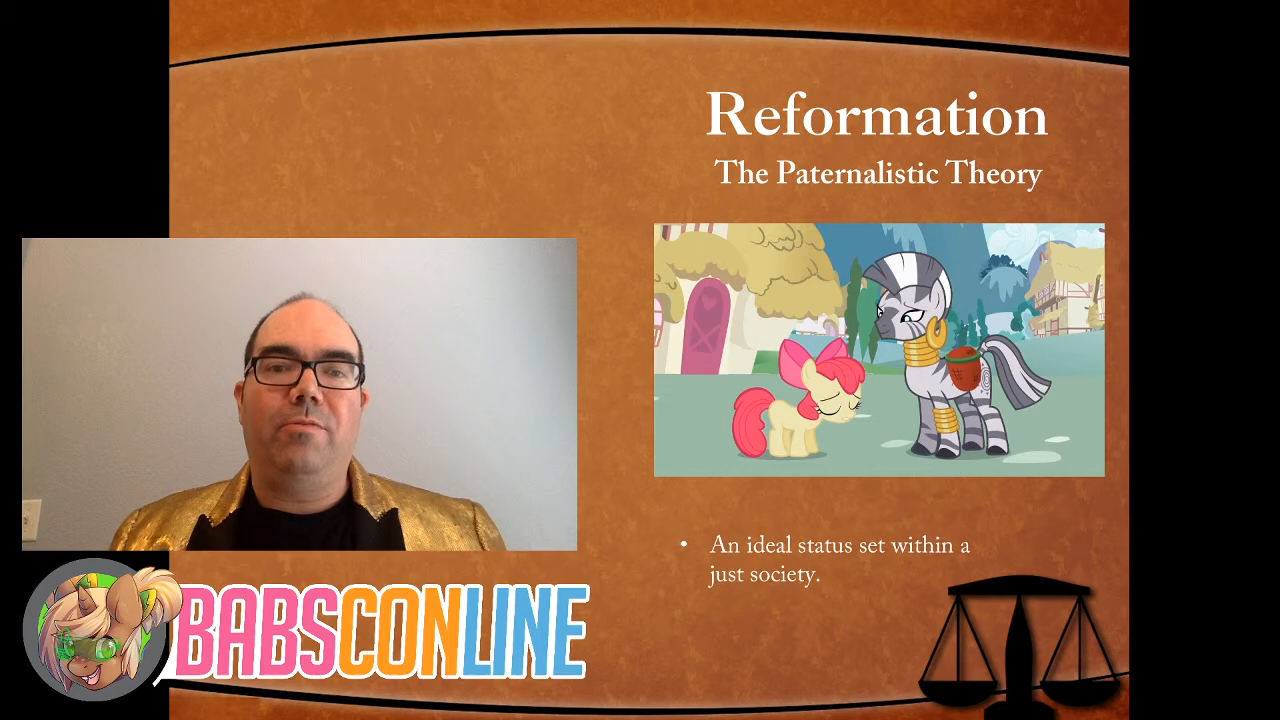 Reformation
The Paternalistic Theory
• An ideal status set within a
just society.
BABSCONLINE